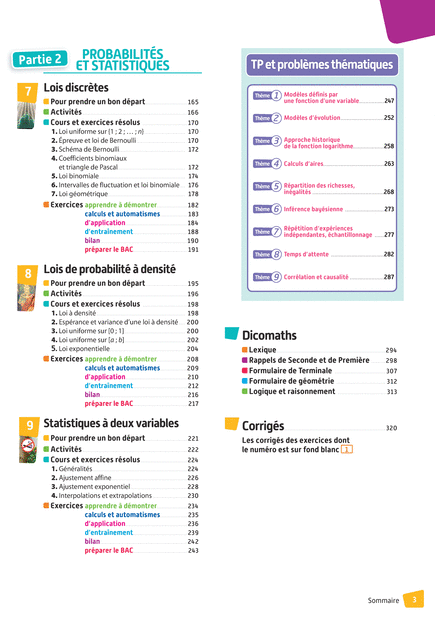 Partie 2
PROBABILITÉS
ET STATISTIQUES
7
Lois discrètes
Pour prendre un bon départ 165
Activités 166
Cours et exercices résolus 170
1. Loi uniforme sur {1 ; 2 ; … ; n} 170
2. Épreuve et loi de Bernoulli 170
3. Schéma de Bernoulli 172
4. Coefficients binomiaux
et triangle de Pascal 172
5. Loi binomiale 174
6. Intervalles de fluctuation et loi binomiale 176
7. Loi géométrique 178
Exercices apprendre à démontrer 182
calculs et automatismes 183
d'application 184
d'entraînement 188
bilan 190
préparer le BAC 191
8
Lois de probabilité à densité
Pour prendre un bon départ 195
Activités 196
Cours et exercices résolus 198
1. Loi à densité 198
2. Espérance et variance d'une loi à densité 200
3. Loi uniforme sur [0 ; 1] 200
4. Loi uniforme sur [a ; b] 202
5. Loi exponentielle 204
Exercices apprendre à démontrer 208
calculs et automatismes 209
d'application 210
d'entraînement 212
bilan 216
préparer le BAC 217
9
Statistiques à deux variables
Pour prendre un bon départ 221
Activités 222
Cours et exercices résolus 224
1. Généralités 224
2. Ajustement affine 226
3. Ajustement exponentiel 228
4. Interpolations et extrapolations 230
Exercices apprendre à démontrer 234
calculs et automatismes 235
d'application 236
d'entraînement 239
bilan 242
préparer le BAC 243
TP et problèmes thématiques
Thème 1 Modèles définis par
une fonction d'une variable 247
Thème 2 Modèles d'évolution 252
Thème 3 Approche historique
de la fonction logarithme 258
Thème 4 Calculs d'aires 263
Thème 5 Répartition des richesses,
inégalités 268
Thème 6 Inférence bayésienne 273
Thème 7 Répétition d'expériences
indépendantes, échantillonnage 277
Thème 8 Temps d'attente 282
Thème 9 Corrélation et causalité 287
Dicomaths
Lexique 294
Rappels de Seconde et de Première 298
Formulaire de Terminale 307
Formulaire de géométrie 312
Logique et raisonnement 313
Corrigés 320
Les corrigés des exercices dont
le numéro est sur fond blanc 1
Sommaire 3